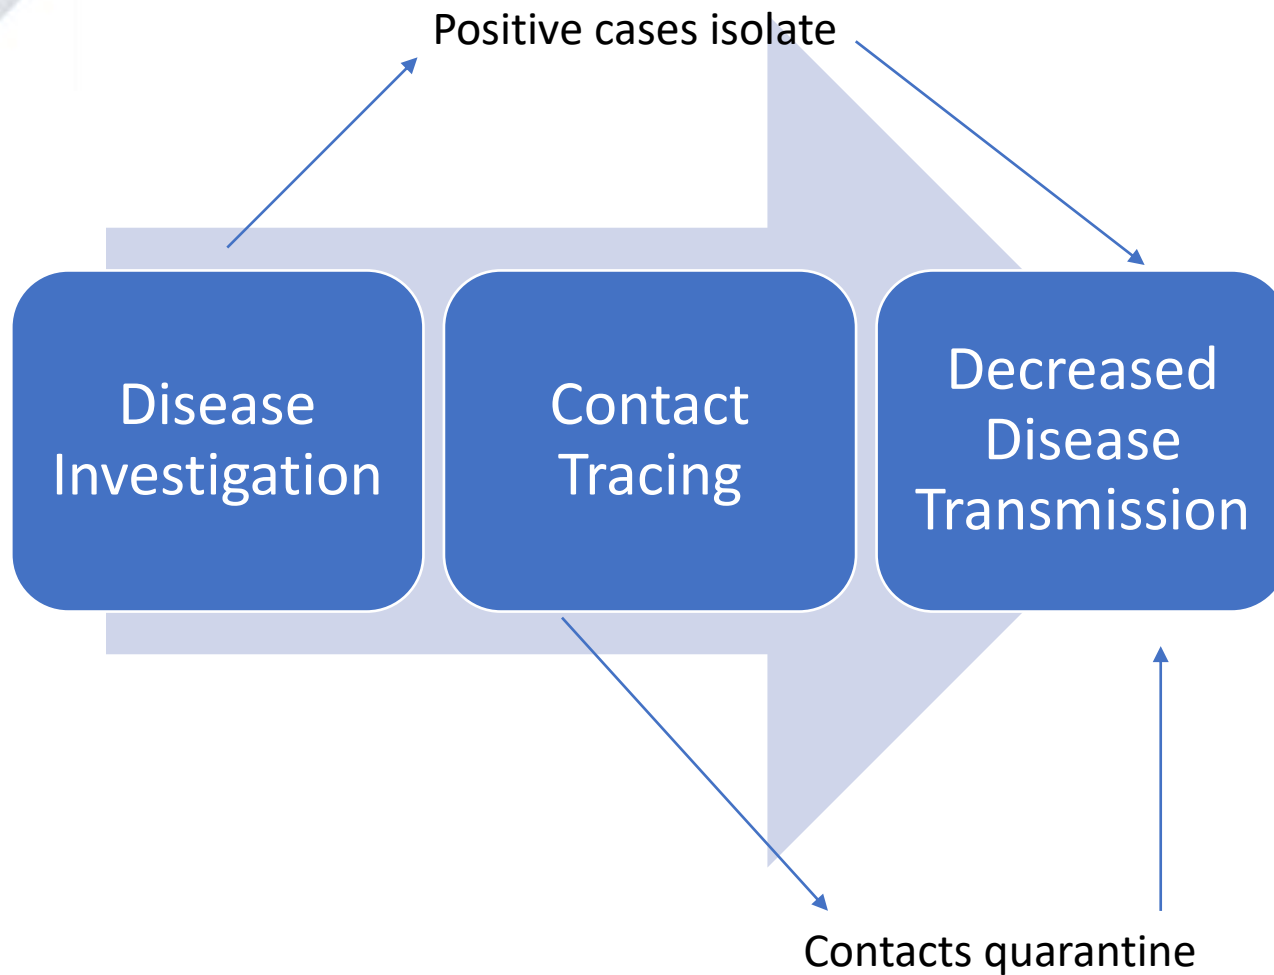 Positive cases isolate
Disease
Investigation
Contact
Tracing
Decreased
Disease
Transmission
Contacts quarantine